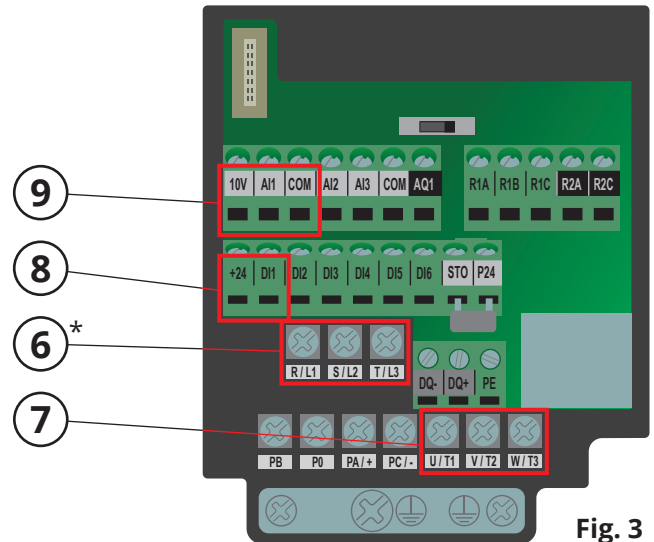 9
10V AI1 COM AI2 AI3 COM AQ1
R1A R1B R1C R2A R2C
8
+24 DI1 DI2 DI3 DI4 DI5 DI6 STO P24
6*
R/L1 S/L2 T/L3
DQ- DQ+ PE
7
PB P0 PA/+ PC/- U/T1 V/T2 W/T3
Fig. 3